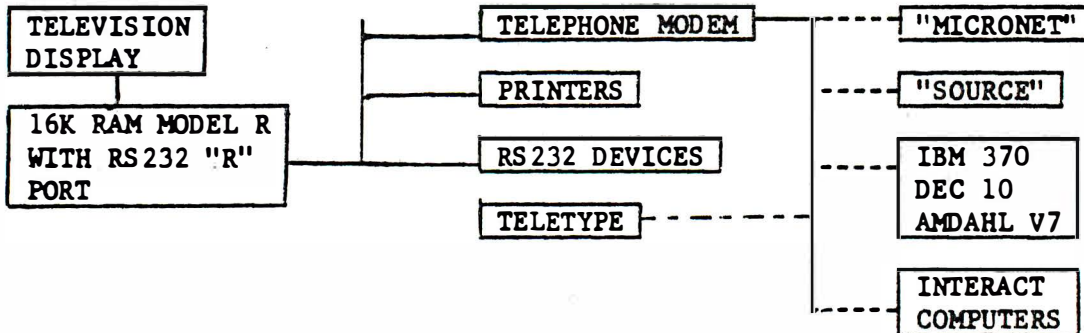 TELEVISION
DISPLAY
16K RAM MODEL R
WITH RS232 "R"
PORT
TELEPHONE MODEM
PRINTERS
RS232 DEVICES
TELETYPE
"MICRONET"
"SOURCE"
IBM 370
DEC 10
AMDAHL V7
INTERACT
COMPUTERS